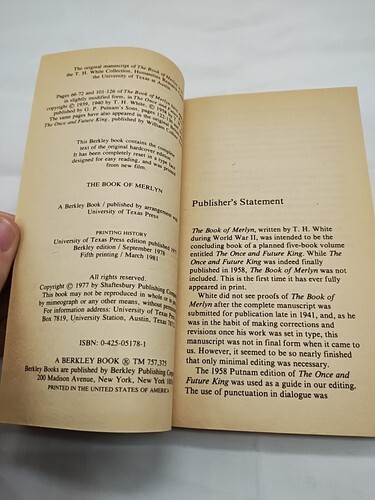 The original manuscript of The Book of Merlyn
the T. H. White Collection, Humanities
the University of Texas at
Pages 66-72 and 101-126 of The Book of Merlyn
in slightly modified form, in The Once
copyright © 1939, 1940 by T. H. White, © 1958
published by G. P. Putnam's Sons, pages 122-
The same pages have also appeared in the original
The Once and Future King, published by William
This Berkley book contains the complete
text of the original hardcover edition.
It has been completely reset in a type face
designed for easy reading, and was printed
from new film.
THE BOOK OF MERLYN
A Berkley Book / published by arrangement with
University of Texas Press
PRINTING HISTORY
University of Texas Press edition published 1977
Berkley edition / September 1978
Fifth printing / March 1981
All rights reserved.
Copyright © 1977 by Shaftesbury Publishing Company
This book may not be reproduced in whole or in part,
by mimeograph or any other means, without
For information address: University of Texas
Box 7819, University Station, Austin, Texas 7871
ISBN: 0-425-05178-1
A BERKLEY BOOK ® TM 757,375
Berkley Books are published by Berkley Publishing
200 Madison Avenue, New York, New York 100
PRINTED IN THE UNITED STATES OF AMERICA
Publisher's Statement
The Book of Merlyn, written by T. H. White
during World War II, was intended to be the
concluding book of a planned five-book volume
entitled The Once and Future King. While The
Once and Future King was indeed finally
published in 1958, The Book of Merlyn was not
included. This is the first time it has ever fully
appeared in print.
White did not see proofs of The Book of
Merlyn after the complete manuscript was
submitted for publication late in 1941, and, as he
was in the habit of making corrections and
revisions once his work was set in type, this
manuscript was not in final form when it came to
us. However, it seemed to be so nearly finished
that only minimal editing was necessary.
The 1958 Putnam edition of The Once and
Future King was used as a guide in our editing.
The use of punctuation in dialogue was